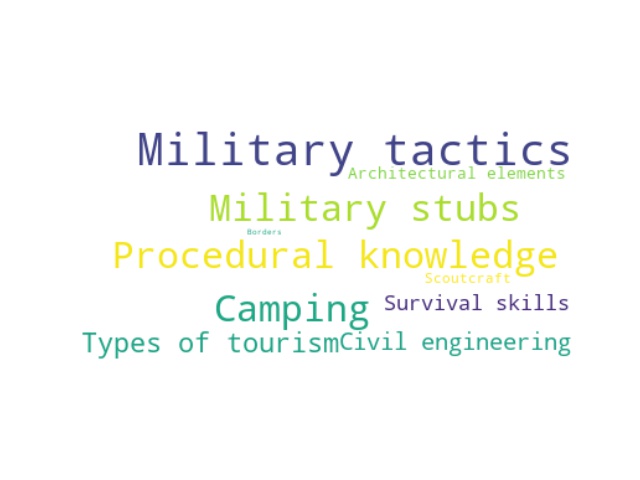 Military tactics
Architectural elements
Military stubs
Borders
Procedural knowledge
Scoutcraft
Camping
Survival skills
Types of tourism
Civil engineering